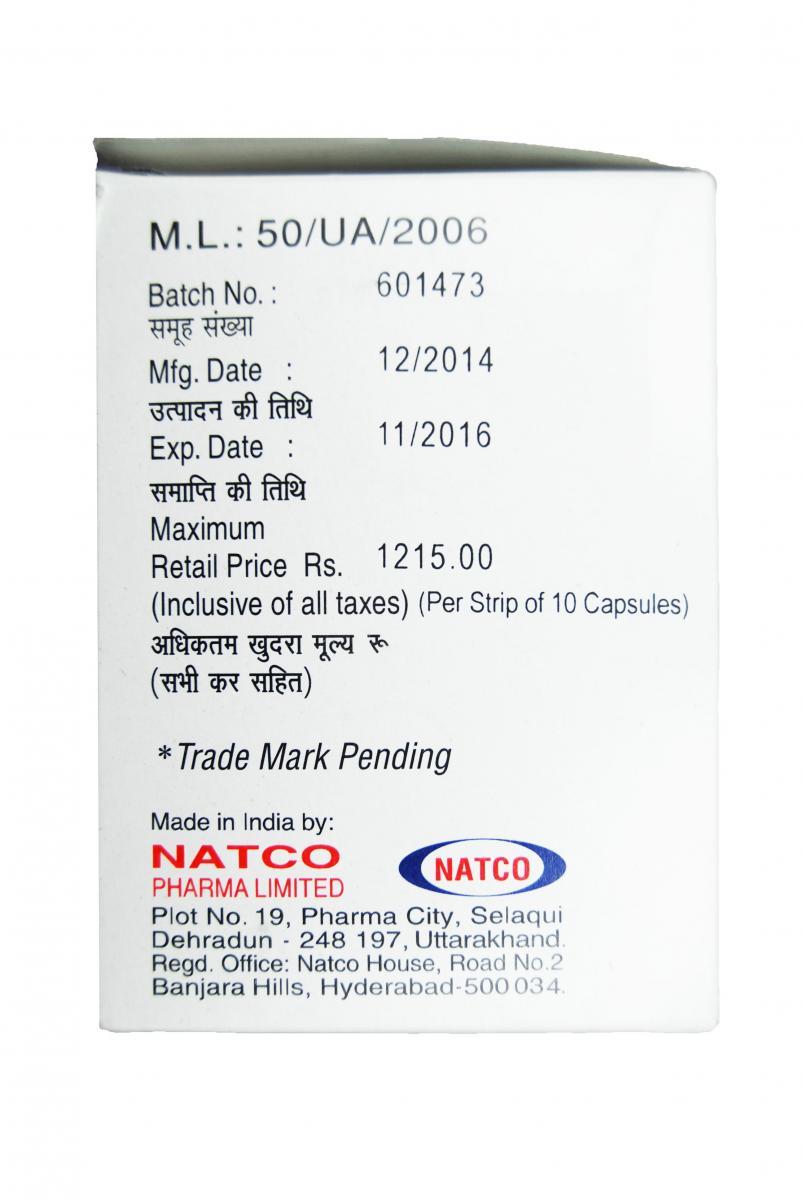 M.L.: 50/UA/2006
Batch No. : 601473
समूह संख्या
Mfg. Date : 12/2014
उत्पादन की तिथि
Exp. Date : 11/2016
समाप्ति की तिथि
Maximum
Retail Price Rs. 1215.00
(Inclusive of all taxes) (Per Strip of 10 Capsules)
अधिकतम खुदरा मूल्य रू
(सभी कर सहित)
*Trade Mark Pending
Made in India by:
NATCO
PHARMA LIMITED
NATCO
Plot No. 19, Pharma City, Selaqui
Dehradun - 248 197, Uttarakhand.
Regd. Office: Natco House, Road No.2
Banjara Hills, Hyderabad-500 034.